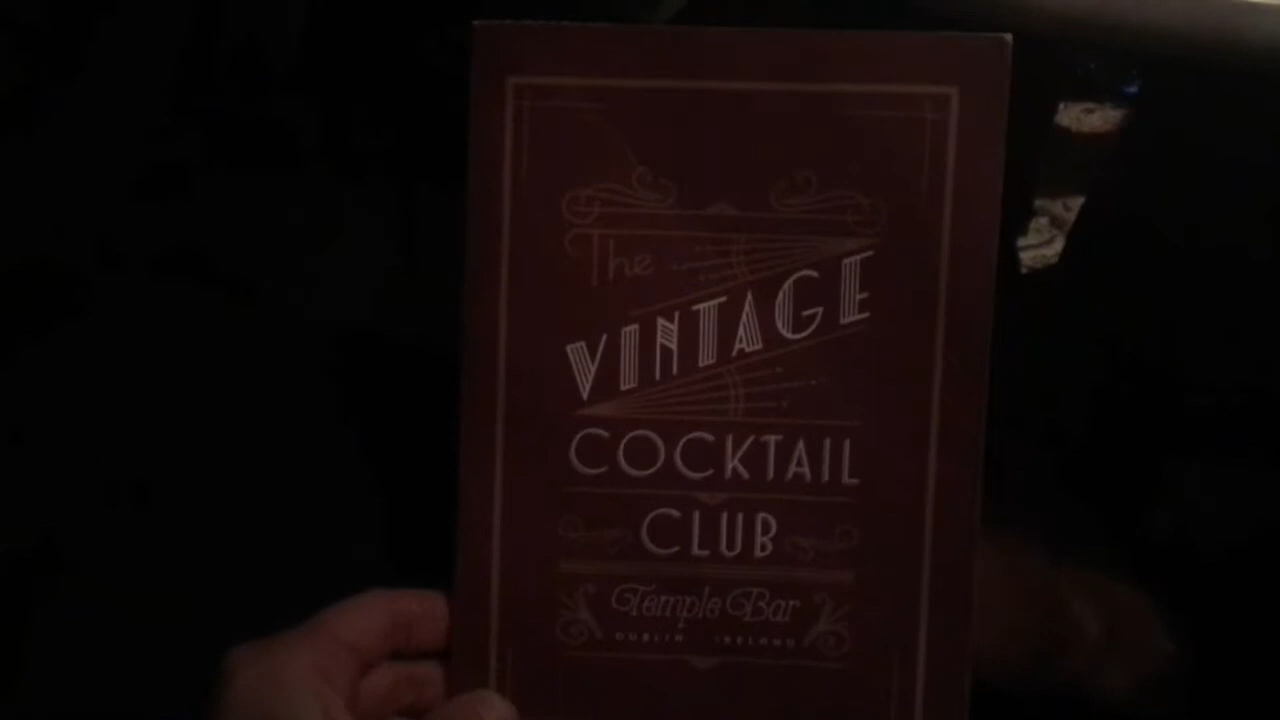 The
VINTAGE
COCKTAIL
CLUB
Temple Bar
DUBLIN IRELAND